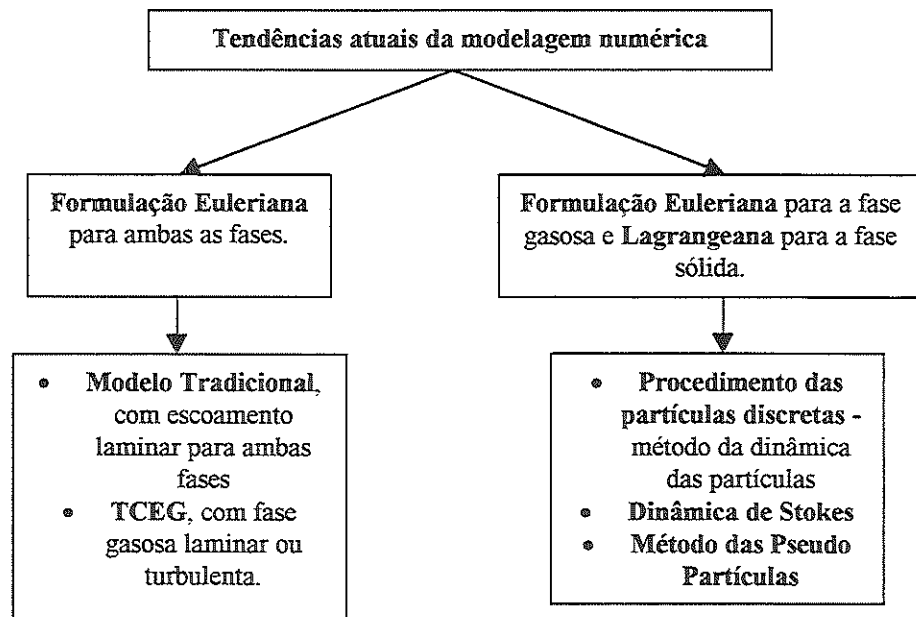 Tendências atuais da modelagem numérica
Formulação Euleriana
para ambas as fases.
Formulação Euleriana para a fase
gasosa e Lagrangeana para a fase
sólida.
• Modelo Tradicional,
com escoamento
laminar para ambas
fases
• TCEG, com fase
gasosa laminar ou
turbulenta.
• Procedimento das
partículas discretas -
método da dinâmica
das partículas
• Dinâmica de Stokes
• Método das Pseudo
Partículas